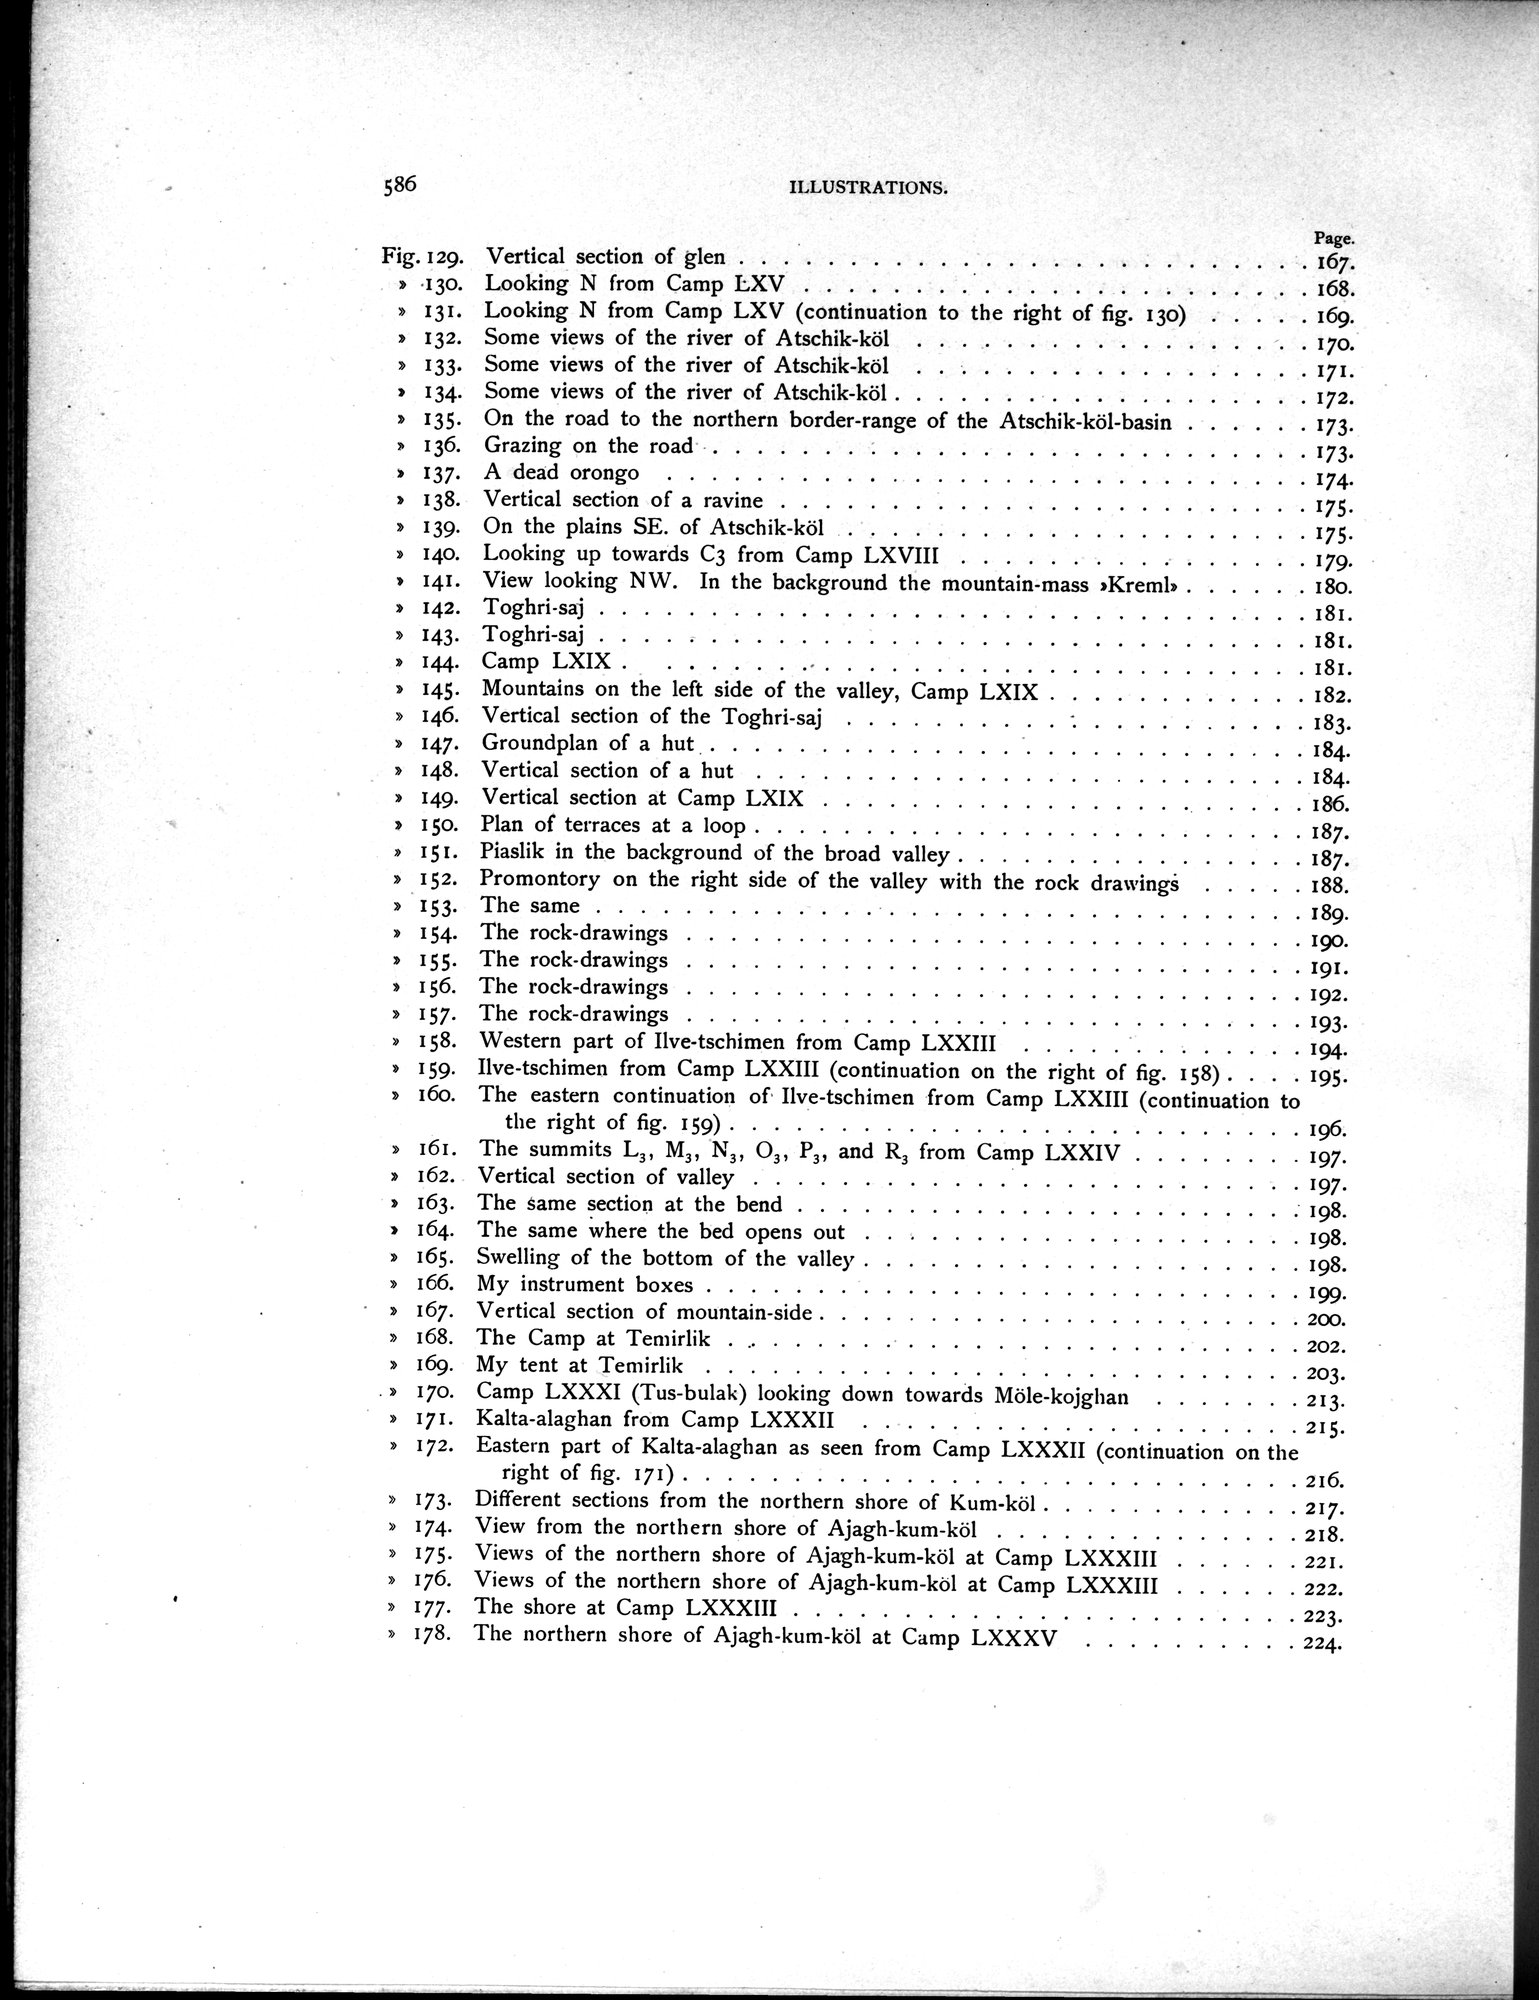 586 ILLUSTRATIONS.
Page.
Fig. 129. Vertical section of glen . . . . . . . . . . 167.
» 130. Looking N from Camp LXV . . . . . . . . . . 168.
» 131. Looking N from Camp LXV (continuation to the right of fig. 130) . . . . . 169.
» 132. Some views of the river of Atschik-köl . . . . . . . . . . 170.
» 133. Some views of the river of Atschik-köl . . . . . . . . . . 171.
» 134. Some views of the river of Atschik-köl . . . . . . . . . . 172.
» 135. On the road to the northern border-range of the Atschik-köl-basin . . . . . . 173.
» 136. Grazing on the road . . . . . . . . . . 173.
» 137. A dead orongo . . . . . . . . . . 174.
» 138. Vertical section of a ravine . . . . . . . . . . 175.
» 139. On the plains SE. of Atschik-köl . . . . . . . . . . 175.
» 140. Looking up towards C3 from Camp LXVIII . . . . . . . . . . 179.
» 141. View looking NW. In the background the mountain-mass »Kreml» . . . . . . 180.
» 142. Toghri-saj . . . . . . . . . . 181.
» 143. Toghri-saj . . . . . . . . . . 181.
» 144. Camp LXIX . . . . . . . . . . 181.
» 145. Mountains on the left side of the valley, Camp LXIX . . . . . . . . . . 182.
» 146. Vertical section of the Toghri-saj . . . . . . . . . . 183.
» 147. Groundplan of a hut . . . . . . . . . . 184.
» 148. Vertical section of a hut . . . . . . . . . . 184.
» 149. Vertical section at Camp LXIX . . . . . . . . . . 186.
» 150. Plan of terraces at a loop . . . . . . . . . . 187.
» 151. Piaslik in the background of the broad valley . . . . . . . . . . 187.
» 152. Promontory on the right side of the valley with the rock drawings . . . . . 188.
» 153. The same . . . . . . . . . . 189.
» 154. The rock-drawings . . . . . . . . . . 190.
» 155. The rock-drawings . . . . . . . . . . 191.
» 156. The rock-drawings . . . . . . . . . . 192.
» 157. The rock-drawings . . . . . . . . . . 193.
» 158. Western part of Ilve-tschimen from Camp LXXIII . . . . . . . . . . 194.
» 159. Ilve-tschimen from Camp LXXIII (continuation on the right of fig. 158) . . . . 195.
» 160. The eastern continuation of Ilve-tschimen from Camp LXXIII (continuation to
the right of fig. 159) . . . . . . . . . . 196.
» 161. The summits L₃, M₃, N₃, O₃, P₃, and R₃ from Camp LXXIV . . . . . . . . 197.
» 162. Vertical section of valley . . . . . . . . . . 197.
» 163. The same section at the bend . . . . . . . . . . 198.
» 164. The same where the bed opens out . . . . . . . . . . 198.
» 165. Swelling of the bottom of the valley . . . . . . . . . . 198.
» 166. My instrument boxes . . . . . . . . . . 199.
» 167. Vertical section of mountain-side . . . . . . . . . . 200.
» 168. The Camp at Temirlik . . . . . . . . . . 202.
» 169. My tent at Temirlik . . . . . . . . . . 203.
» 170. Camp LXXXI (Tus-bulak) looking down towards Möle-kojghan . . . . . . . 213.
» 171. Kalta-alaghan from Camp LXXXII . . . . . . . . . . 215.
» 172. Eastern part of Kalta-alaghan as seen from Camp LXXXII (continuation on the
right of fig. 171) . . . . . . . . . . 216.
» 173. Different sections from the northern shore of Kum-köl . . . . . . . . . . 217.
» 174. View from the northern shore of Ajagh-kum-köl . . . . . . . . . . 218.
» 175. Views of the northern shore of Ajagh-kum-köl at Camp LXXXIII . . . . . . 221.
» 176. Views of the northern shore of Ajagh-kum-köl at Camp LXXXIII . . . . . . 222.
» 177. The shore at Camp LXXXIII . . . . . . . . . . 223.
» 178. The northern shore of Ajagh-kum-köl at Camp LXXXV . . . . . . . . . . 224.